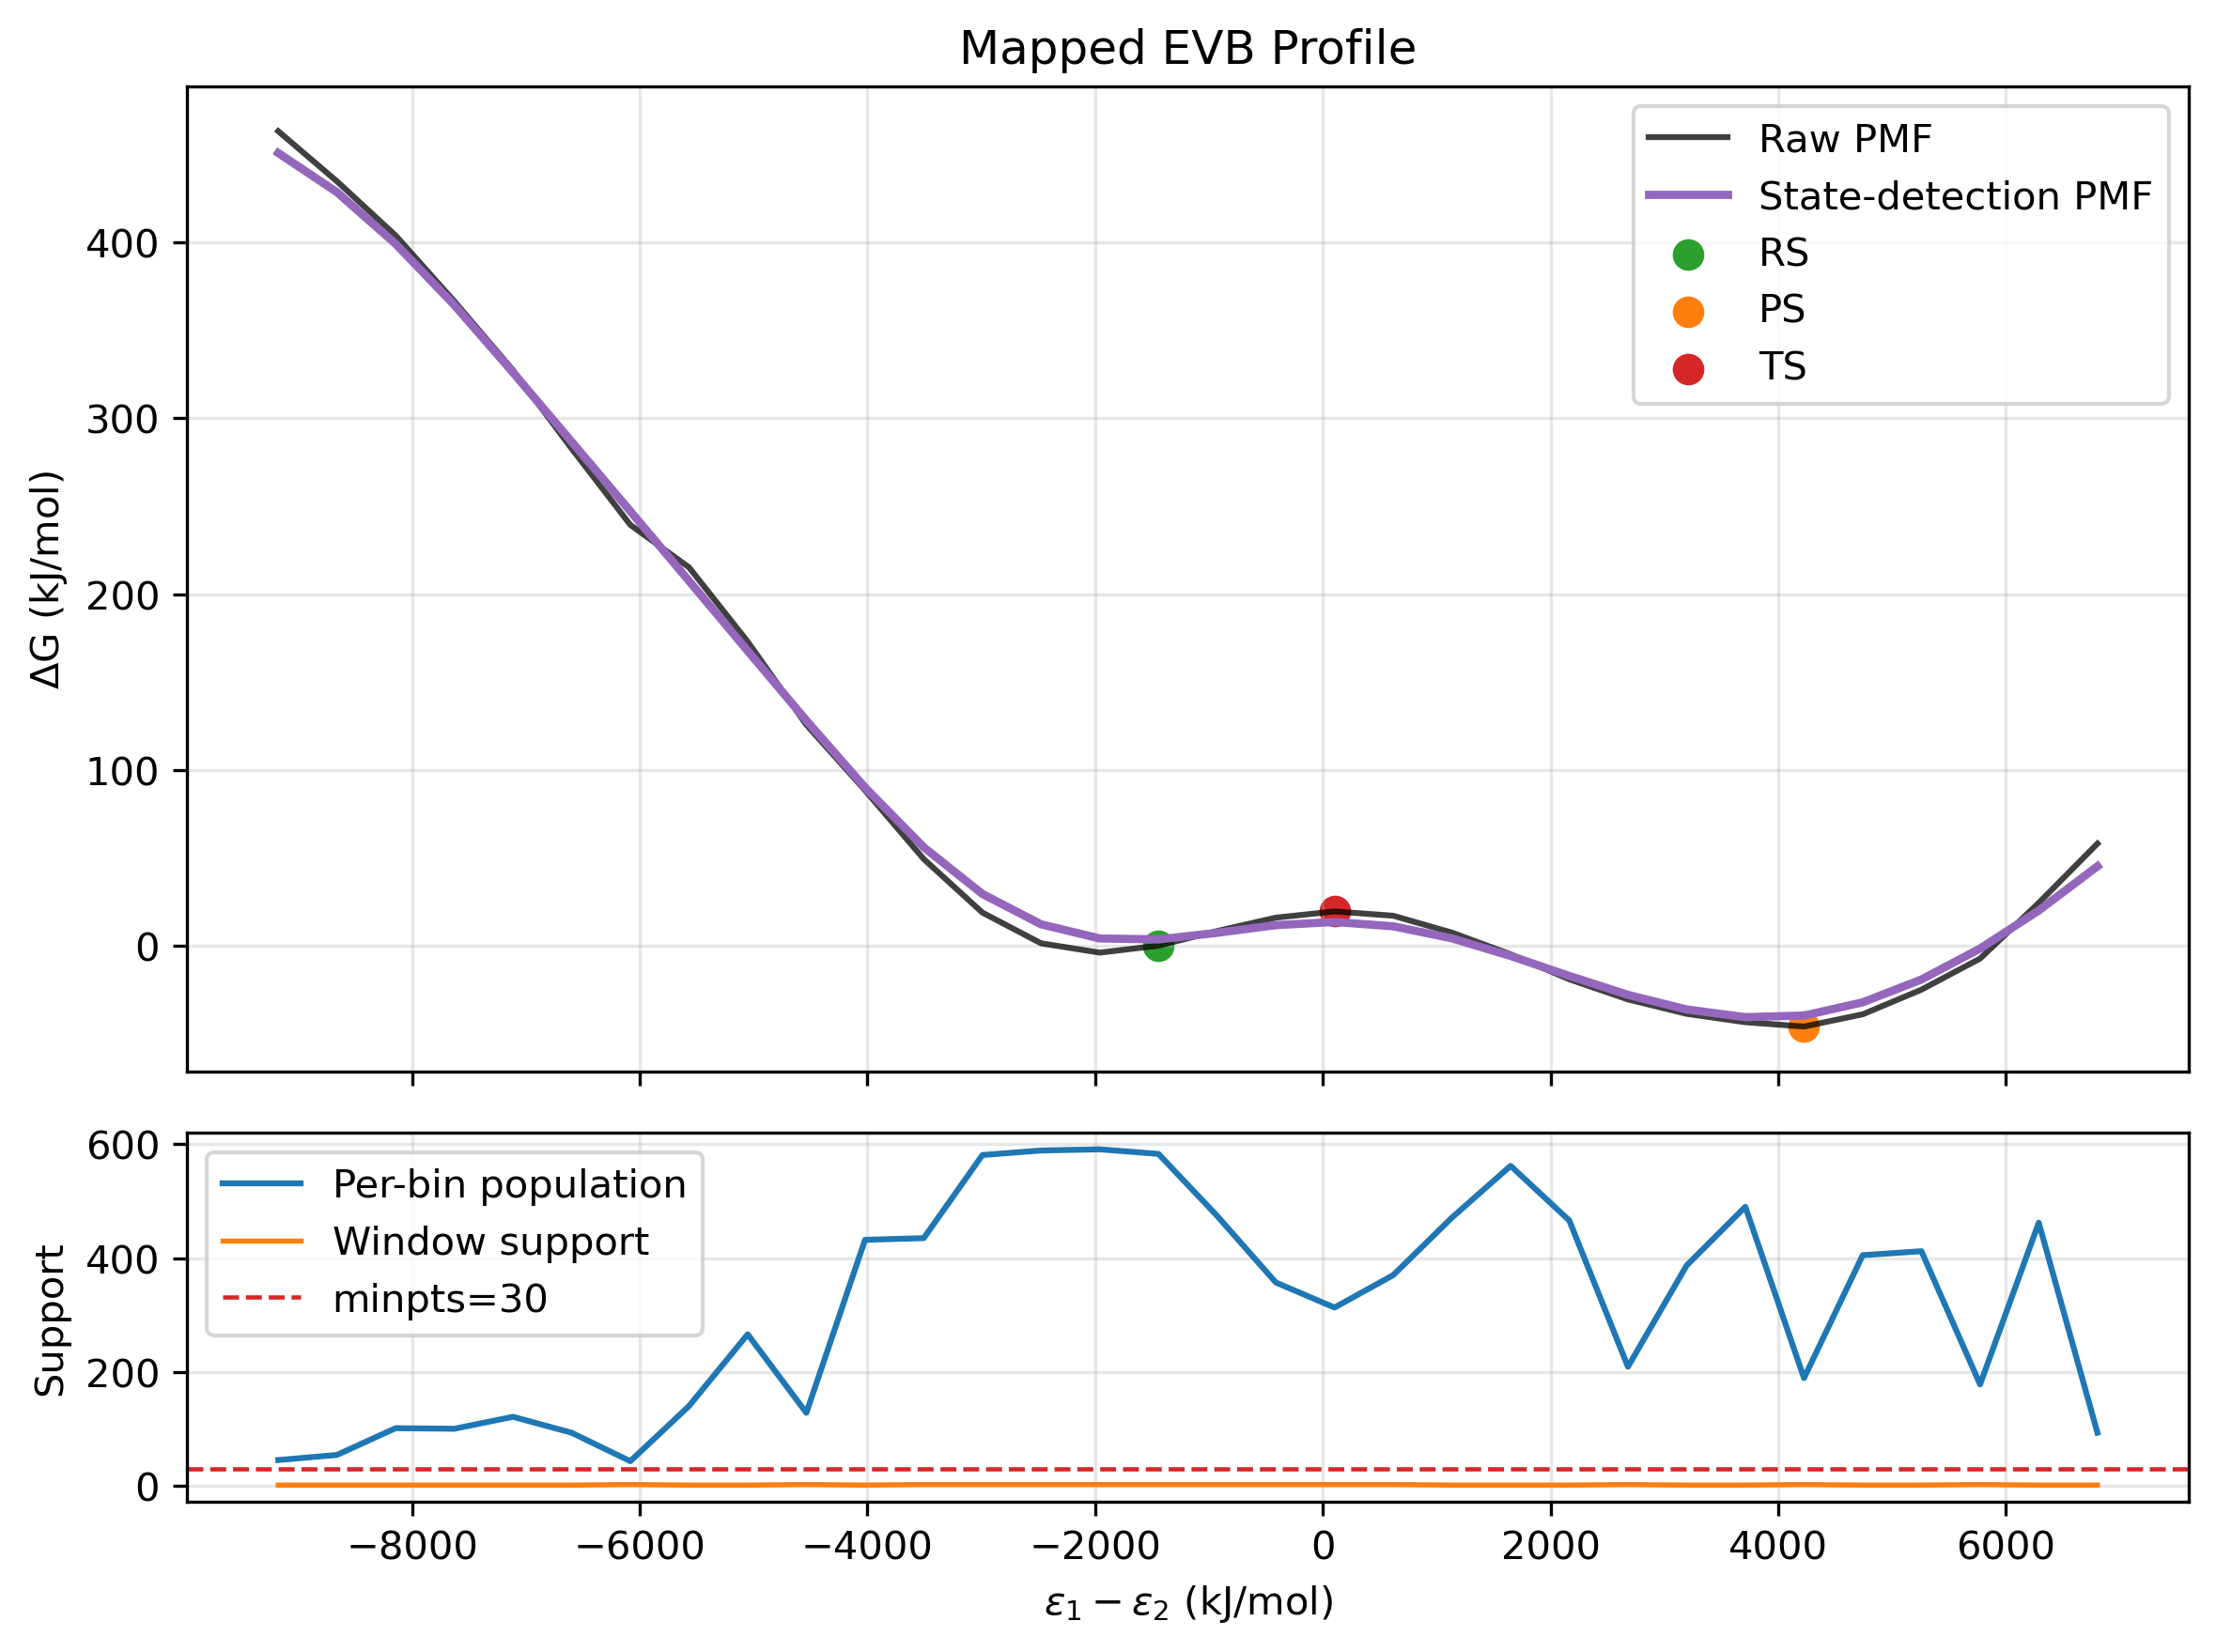 Mapped EVB Profile
ΔG (kJ/mol)
400
300
200
100
0
Raw PMF
State-detection PMF
RS
PS
TS
Support
600
400
200
0
Per-bin population
Window support
minpts=30
−8000 −6000 −4000 −2000 0 2000 4000 6000
ε₁ − ε₂ (kJ/mol)